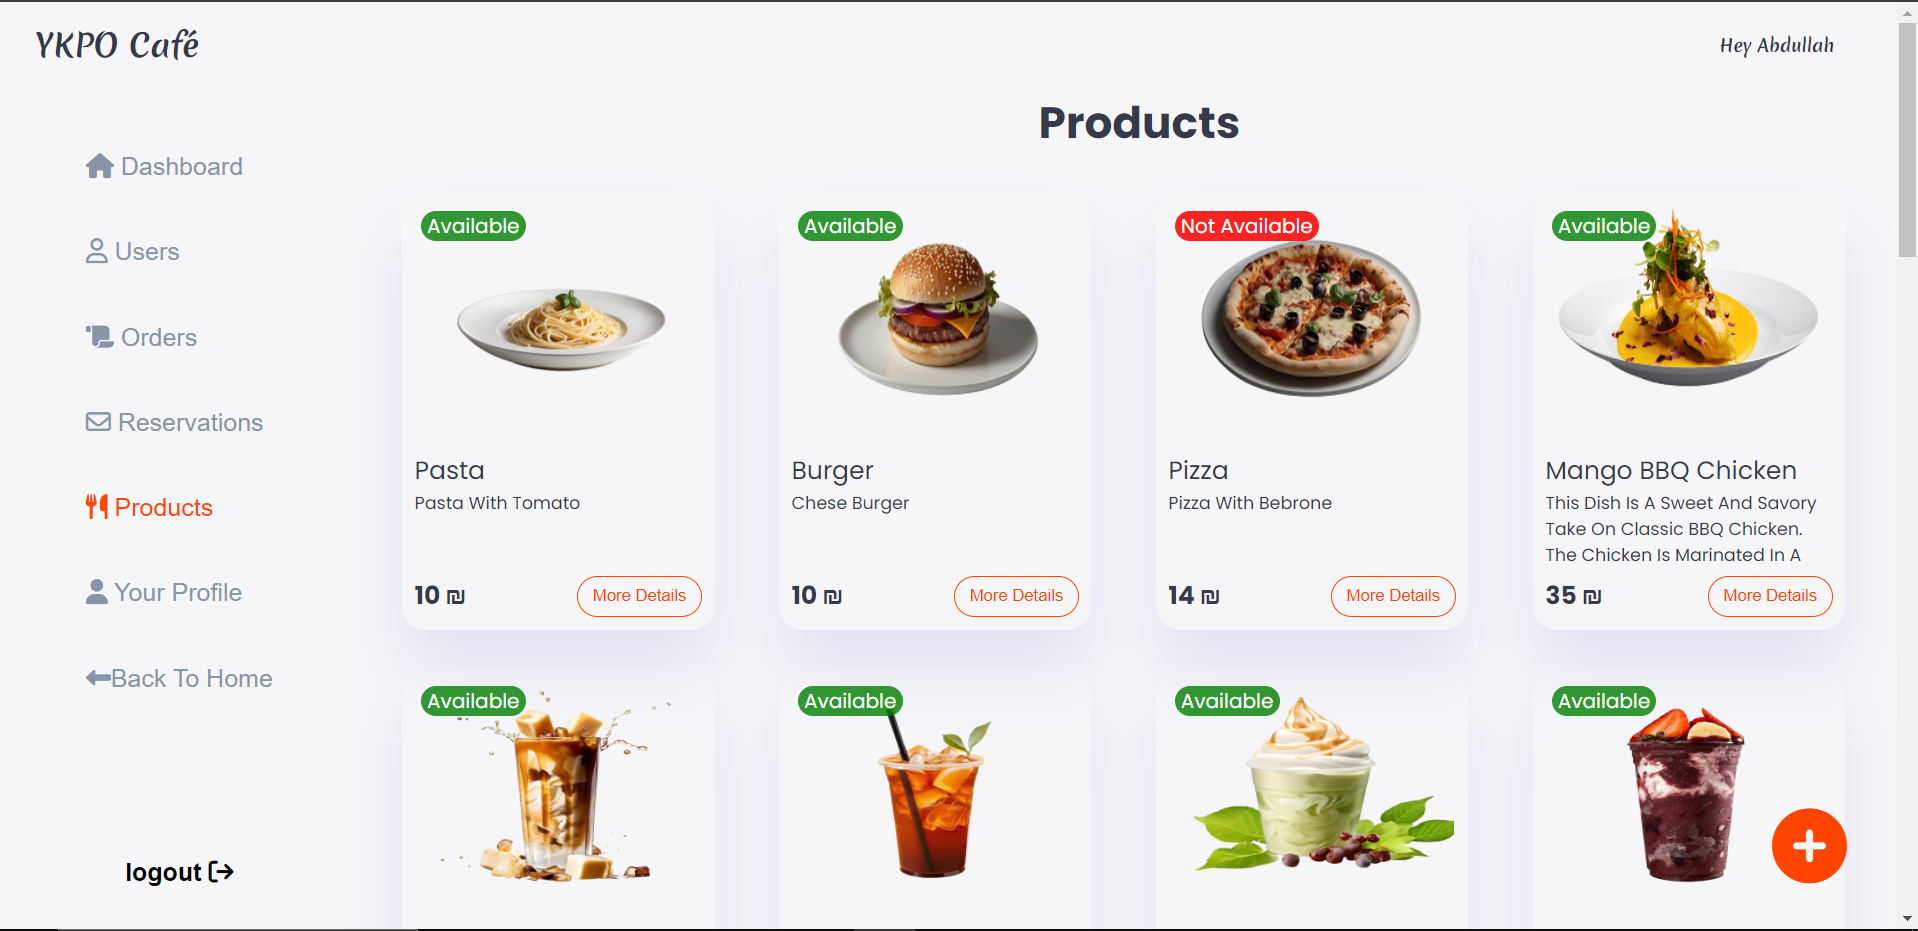 YKPO Café
Hey Abdullah
Dashboard
Users
Orders
Reservations
Products
Your Profile
Back To Home
logout
Products
Available
Pasta
Pasta With Tomato
10 ₪
More Details
Available
Burger
Chese Burger
10 ₪
More Details
Not Available
Pizza
Pizza With Bebrone
14 ₪
More Details
Available
Mango BBQ Chicken
This Dish Is A Sweet And Savory
Take On Classic BBQ Chicken.
The Chicken Is Marinated In A
35 ₪
More Details
Available
Available
Available
Available